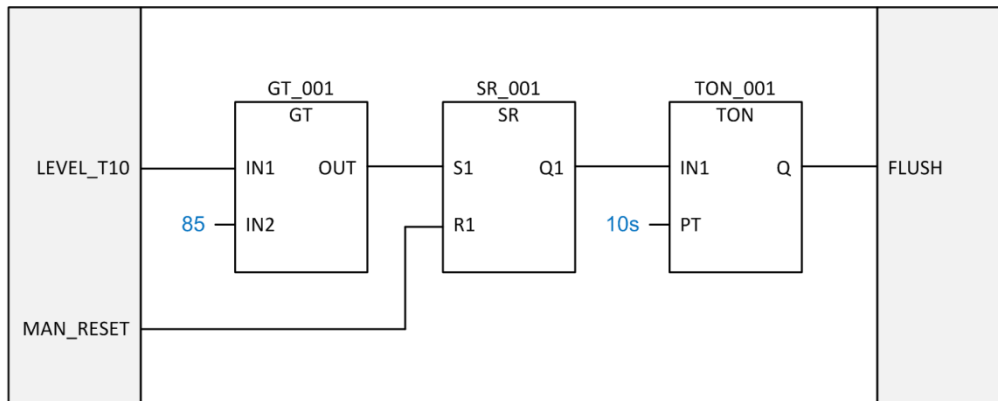 GT_001 SR_001 TON_001
GT SR TON
LEVEL_T10 IN1 OUT S1 Q1 IN1 Q FLUSH
85 IN2 R1 10s PT
MAN_RESET